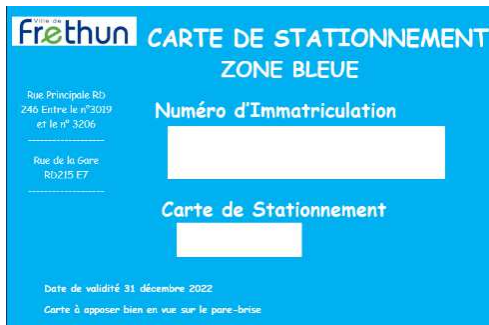 Ville de
Frethun
CARTE DE STATIONNEMENT
ZONE BLEUE
Rue Principale RD
246 Entre le n°3019
et le n° 3206
--------------------
Rue de la Gare
RD215 E7
--------------------
Numéro d'Immatriculation
Carte de Stationnement
Date de validité 31 décembre 2022
Carte à apposer bien en vue sur le pare-brise